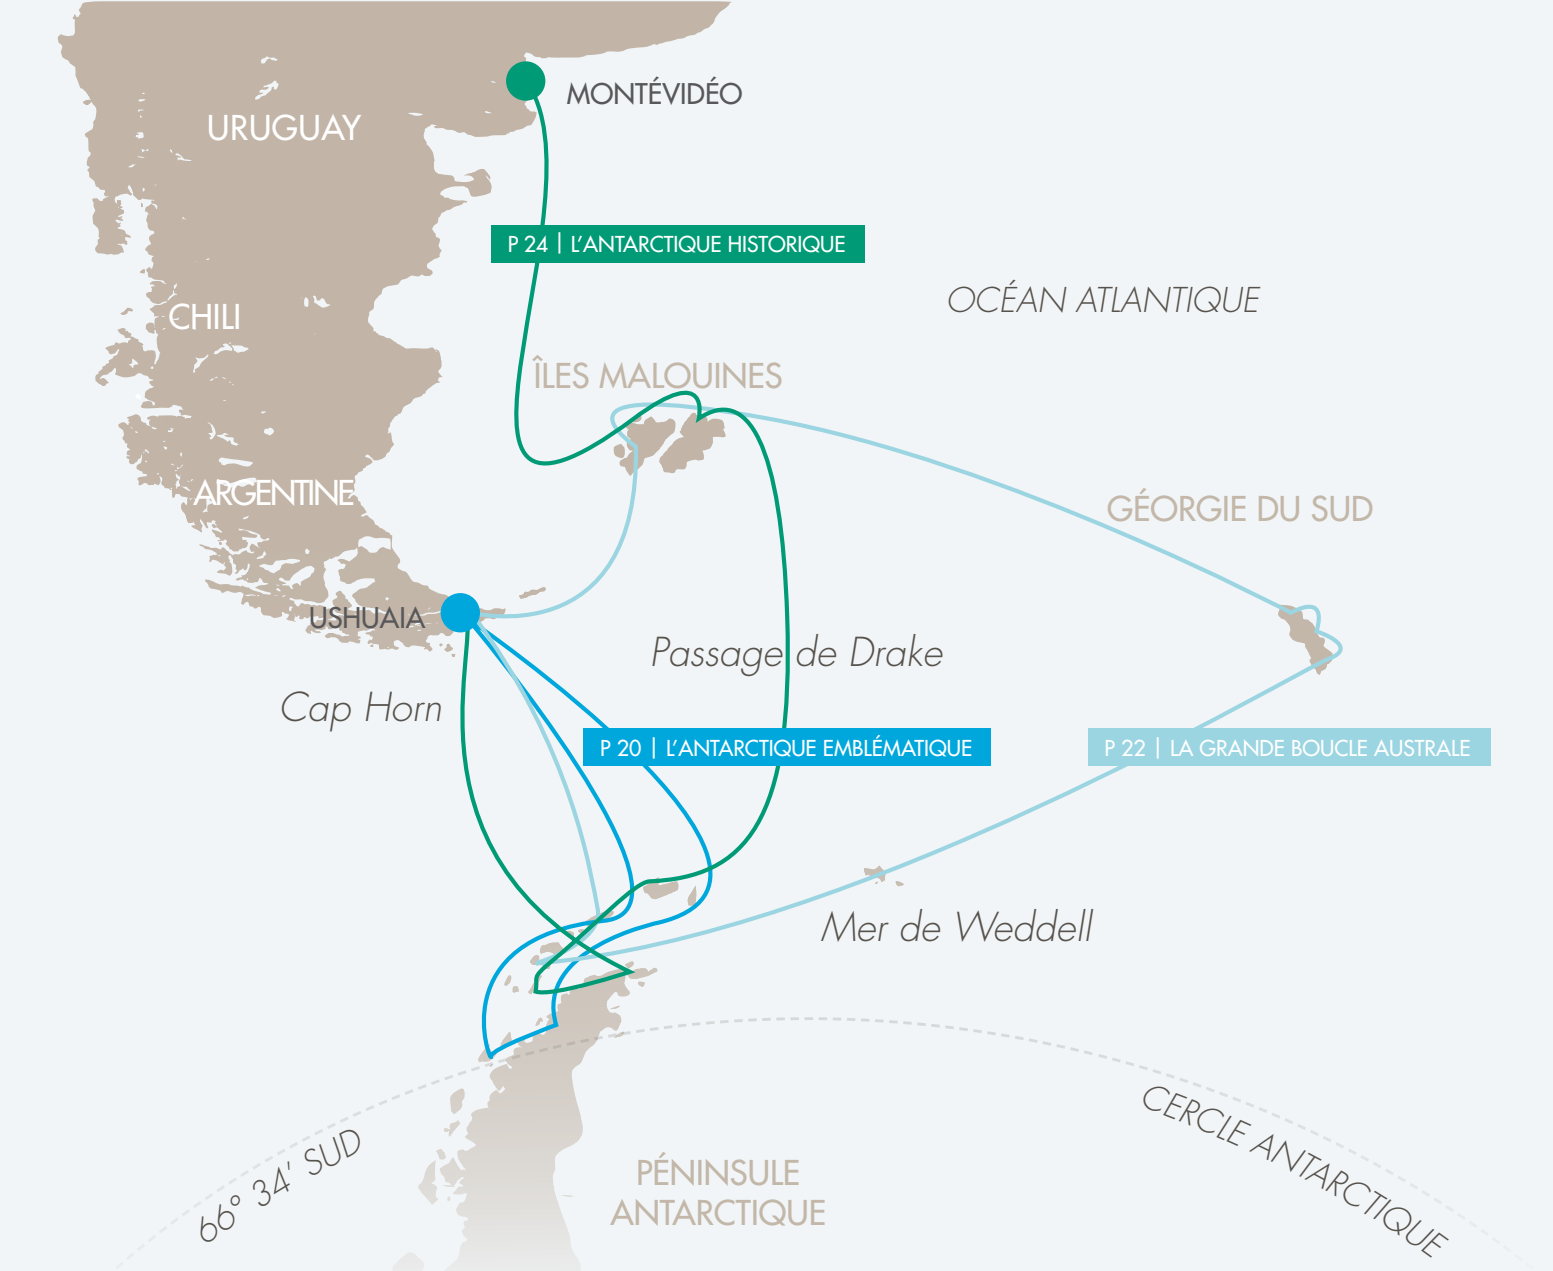 MONTÉVIDÉO
URUGUAY
P 24 | L’ANTARCTIQUE HISTORIQUE
OCÉAN ATLANTIQUE
CHILI
ÎLES MALOUINES
ARGENTINE
GÉORGIE DU SUD
USHUAIA
Passage de Drake
Cap Horn
P 20 | L’ANTARCTIQUE EMBLÉMATIQUE
P 22 | LA GRANDE BOUCLE AUSTRALE
Mer de Weddell
66° 34' SUD
CERCLE ANTARCTIQUE
PÉNINSULE
ANTARCTIQUE